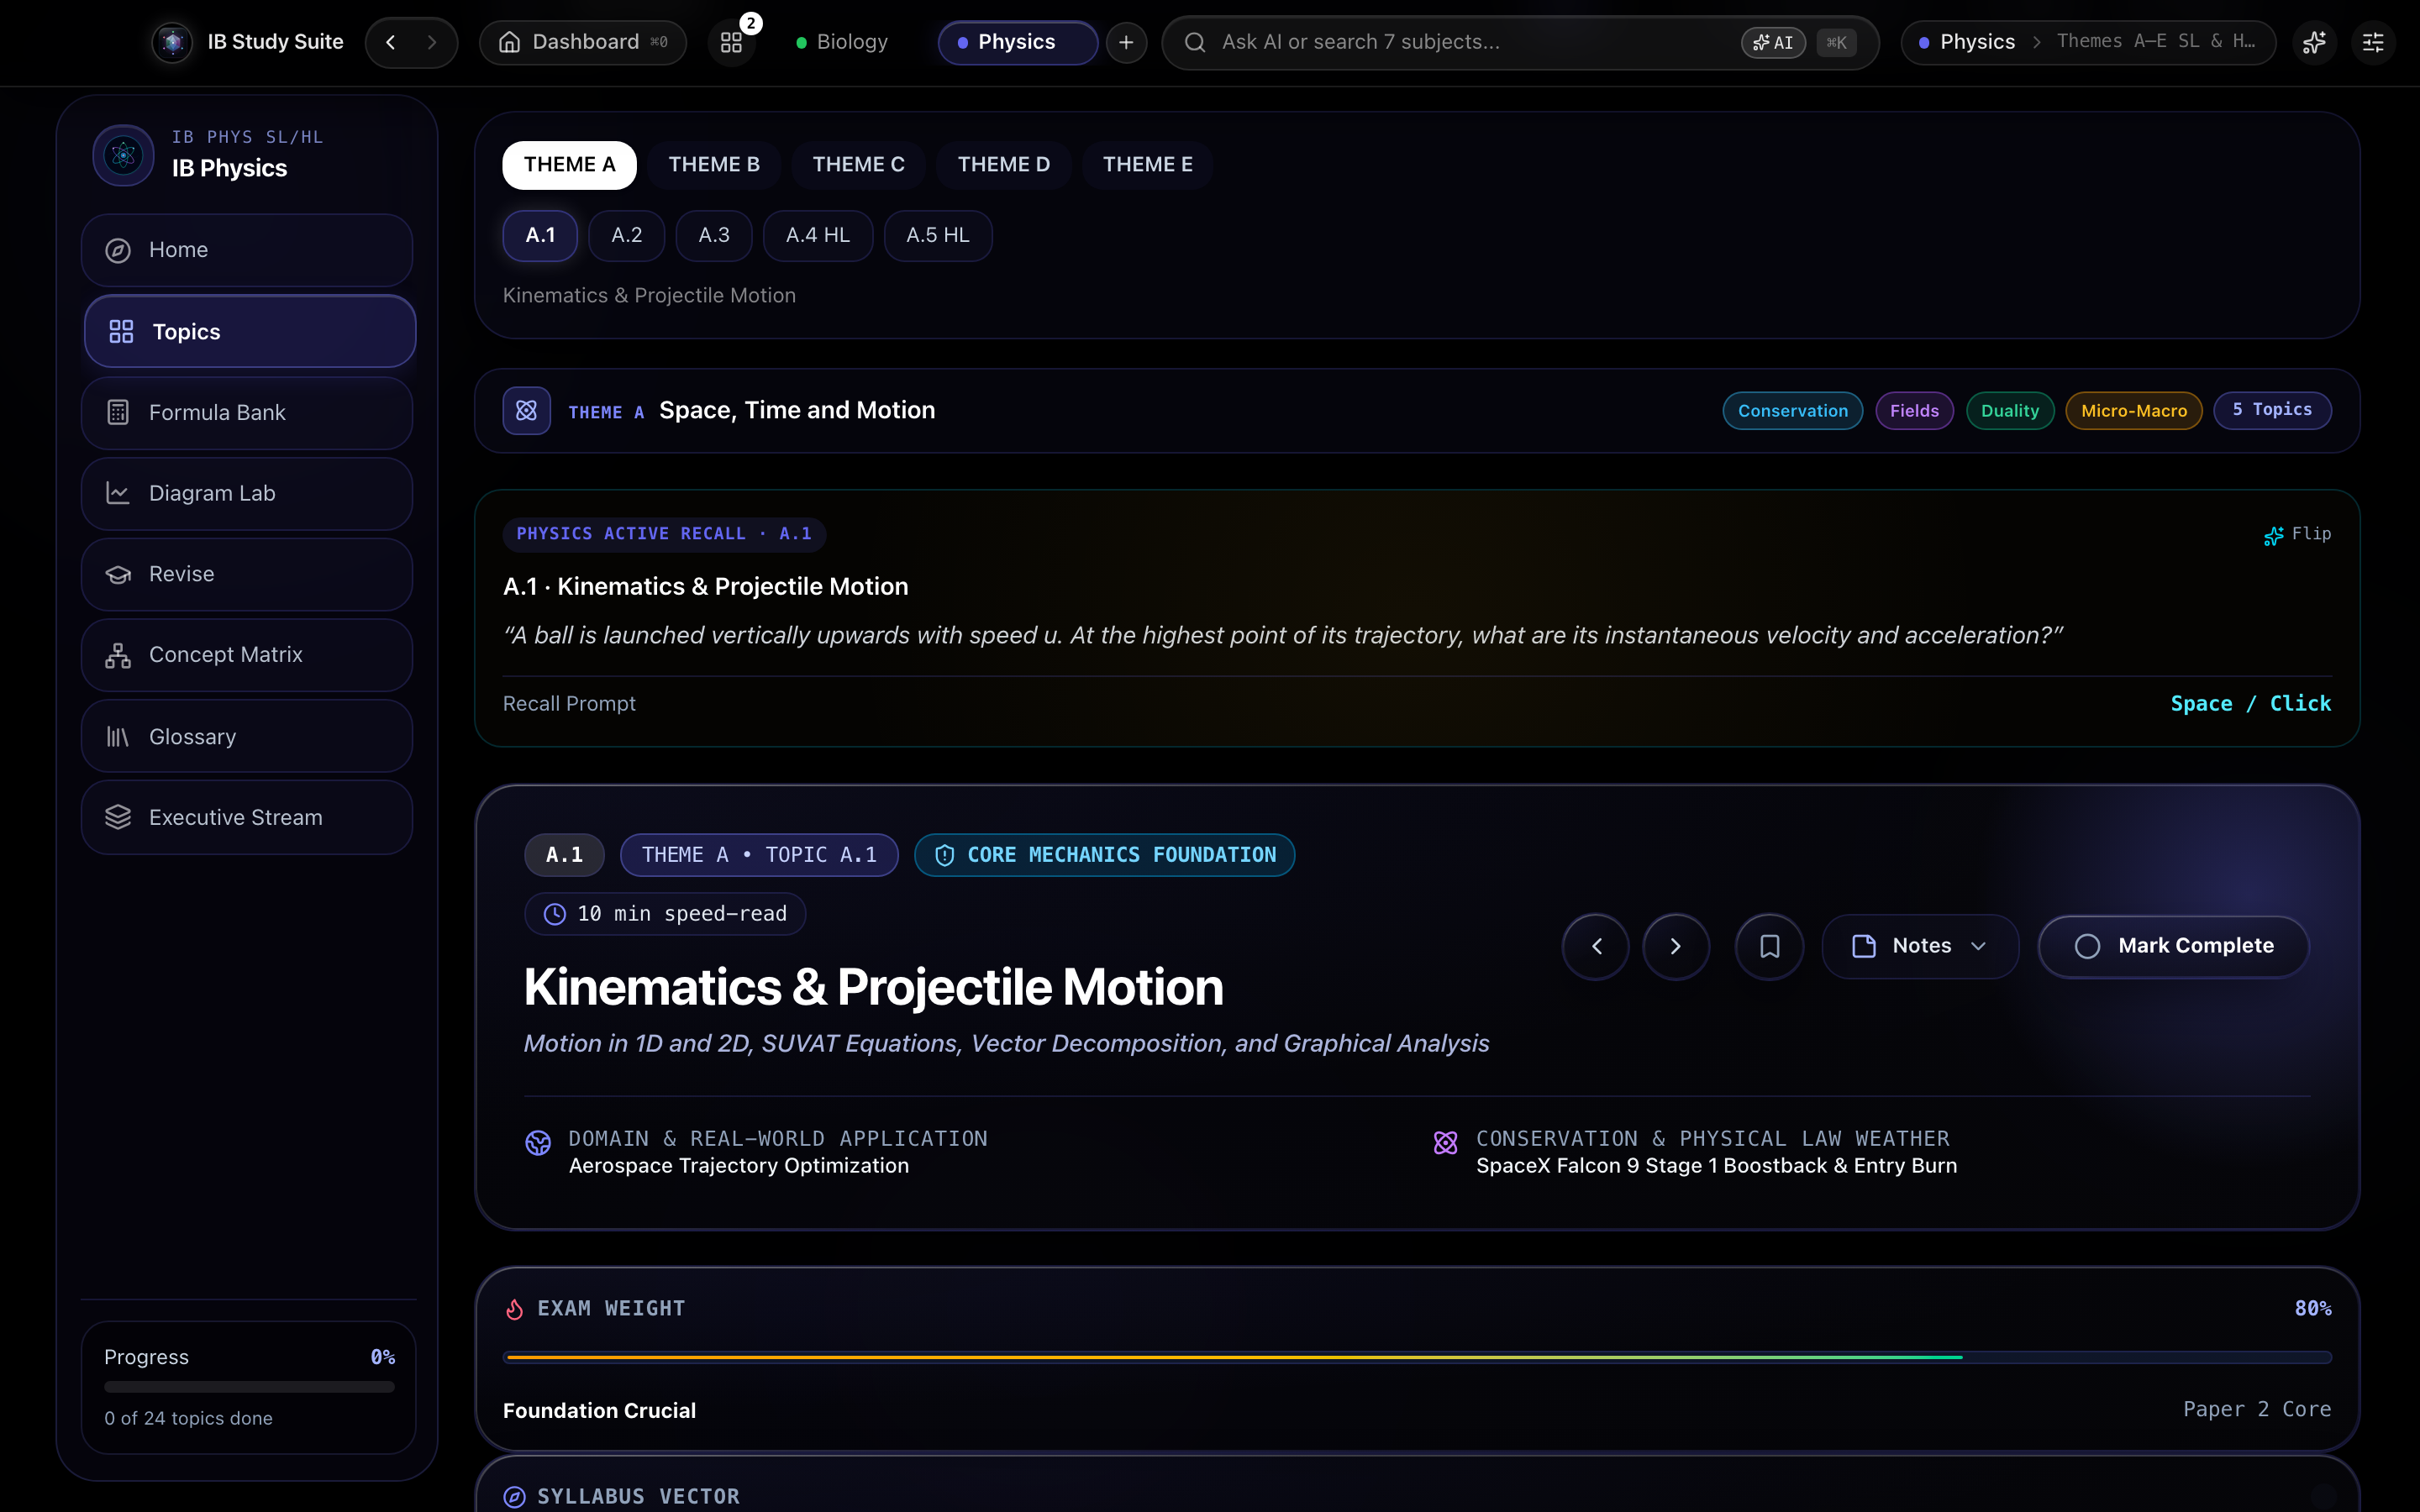 IB Study Suite
Dashboard ⌘0
2
Biology
Physics
Ask AI or search 7 subjects...
AI
⌘K
Physics > Themes A–E SL & H…
IB PHYS SL/HL
IB Physics
Home
Topics
Formula Bank
Diagram Lab
Revise
Concept Matrix
Glossary
Executive Stream
Progress 0%
0 of 24 topics done
THEME A THEME B THEME C THEME D THEME E
A.1 A.2 A.3 A.4 HL A.5 HL
Kinematics & Projectile Motion
THEME A Space, Time and Motion
Conservation Fields Duality Micro-Macro 5 Topics
PHYSICS ACTIVE RECALL · A.1
Flip
A.1 · Kinematics & Projectile Motion
“A ball is launched vertically upwards with speed u. At the highest point of its trajectory, what are its instantaneous velocity and acceleration?”
Recall Prompt
Space / Click
A.1 THEME A • TOPIC A.1 CORE MECHANICS FOUNDATION
10 min speed-read
Notes
Mark Complete
Kinematics & Projectile Motion
Motion in 1D and 2D, SUVAT Equations, Vector Decomposition, and Graphical Analysis
DOMAIN & REAL-WORLD APPLICATION
Aerospace Trajectory Optimization
CONSERVATION & PHYSICAL LAW WEATHER
SpaceX Falcon 9 Stage 1 Boostback & Entry Burn
EXAM WEIGHT 80%
Foundation Crucial
Paper 2 Core
SYLLABUS VECTOR